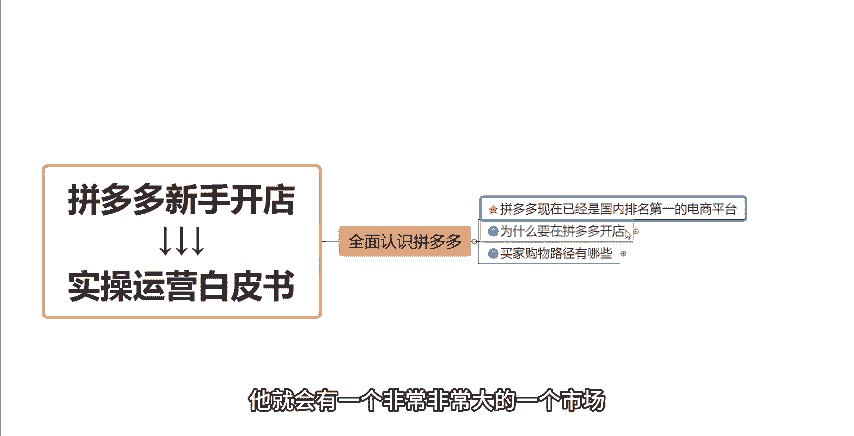 拼多多新手开店
↓↓↓
实操运营白皮书
全面认识拼多多
拼多多现在已经是国内排名第一的电商平台
为什么要在拼多多开店
买家购物路径有哪些
他就会有一个非常非常大的一个市场